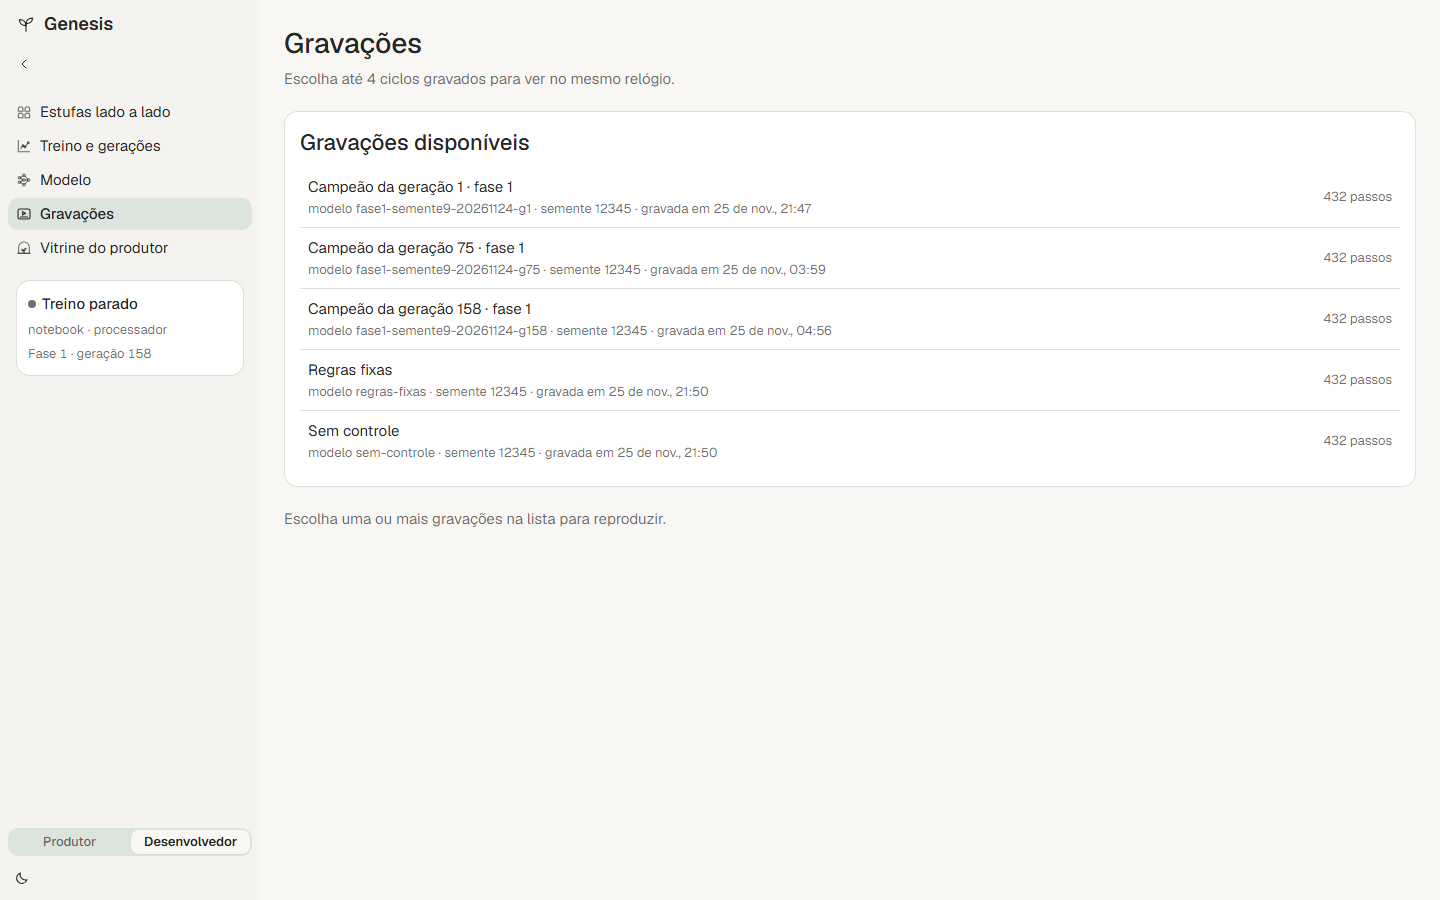 Genesis
Estufas lado a lado
Treino e gerações
Modelo
Gravações
Vitrine do produtor
Treino parado
notebook · processador
Fase 1 · geração 158
Produtor
Desenvolvedor
Gravações
Escolha até 4 ciclos gravados para ver no mesmo relógio.
Gravações disponíveis
Campeão da geração 1 · fase 1
modelo fase1-semente9-20261124-g1 · semente 12345 · gravada em 25 de nov., 21:47
432 passos
Campeão da geração 75 · fase 1
modelo fase1-semente9-20261124-g75 · semente 12345 · gravada em 25 de nov., 03:59
432 passos
Campeão da geração 158 · fase 1
modelo fase1-semente9-20261124-g158 · semente 12345 · gravada em 25 de nov., 04:56
432 passos
Regras fixas
modelo regras-fixas · semente 12345 · gravada em 25 de nov., 21:50
432 passos
Sem controle
modelo sem-controle · semente 12345 · gravada em 25 de nov., 21:50
432 passos
Escolha uma ou mais gravações na lista para reproduzir.